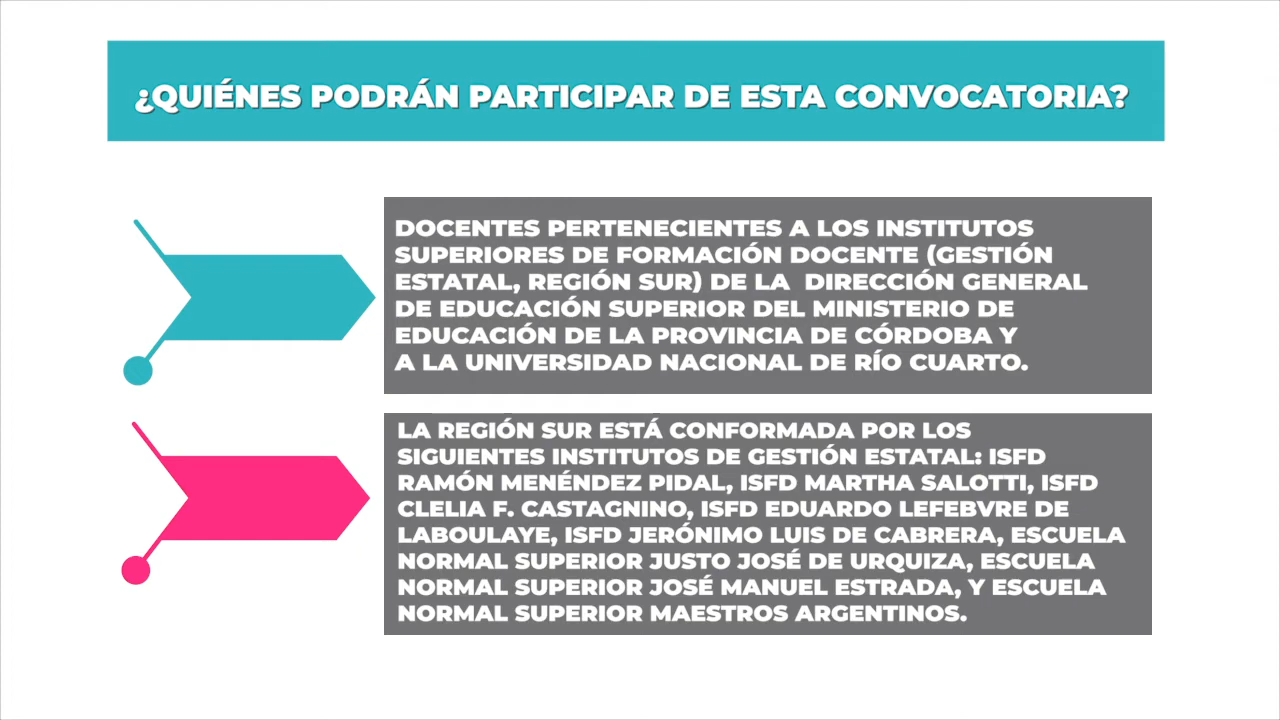 ¿QUIÉNES PODRÁN PARTICIPAR DE ESTA CONVOCATORIA?
DOCENTES PERTENECIENTES A LOS INSTITUTOS
SUPERIORES DE FORMACIÓN DOCENTE (GESTIÓN
ESTATAL, REGIÓN SUR) DE LA  DIRECCIÓN GENERAL
DE EDUCACIÓN SUPERIOR DEL MINISTERIO DE
EDUCACIÓN DE LA PROVINCIA DE CÓRDOBA Y
A LA UNIVERSIDAD NACIONAL DE RÍO CUARTO.
LA REGIÓN SUR ESTÁ CONFORMADA POR LOS
SIGUIENTES INSTITUTOS DE GESTIÓN ESTATAL: ISFD
RAMÓN MENÉNDEZ PIDAL, ISFD MARTHA SALOTTI, ISFD
CLELIA F. CASTAGNINO, ISFD EDUARDO LEFEBVRE DE
LABOULAYE, ISFD JERÓNIMO LUIS DE CABRERA, ESCUELA
NORMAL SUPERIOR JUSTO JOSÉ DE URQUIZA, ESCUELA
NORMAL SUPERIOR JOSÉ MANUEL ESTRADA, Y ESCUELA
NORMAL SUPERIOR MAESTROS ARGENTINOS.